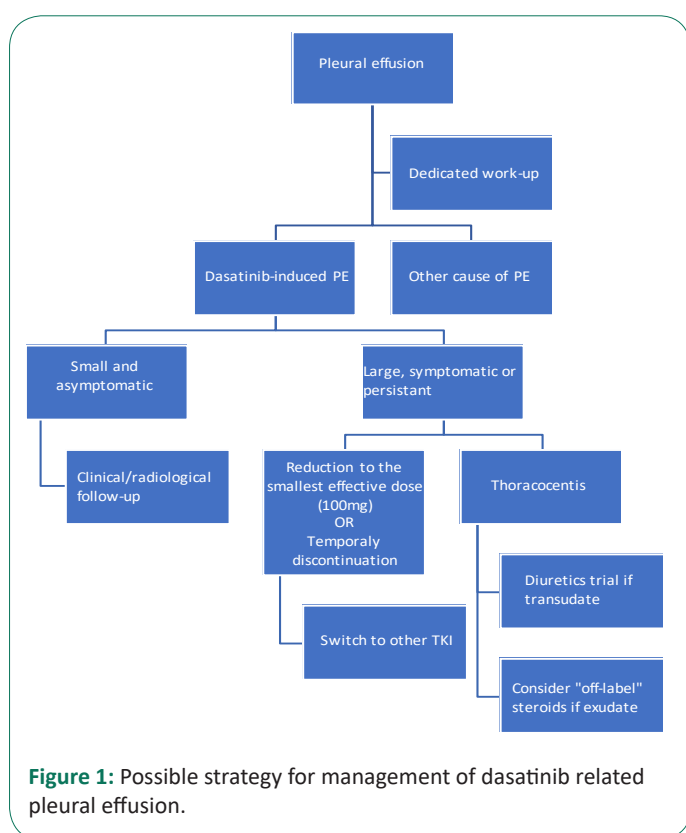 Pleural effusion
Dedicated work-up
Dasatinib-induced PE
Other cause of PE
Small and
asymptomatic
Large, symptomatic or
persistant
Clinical/radiological
follow-up
Reduction to the
smallest effective dose
(100mg)
OR
Temporaly
discontinuation
Thoracocentis
Diuretics trial if
transudate
Switch to other TKI
Consider "off-label"
steroids if exudate
Figure 1: Possible strategy for management of dasatinib related
pleural effusion.